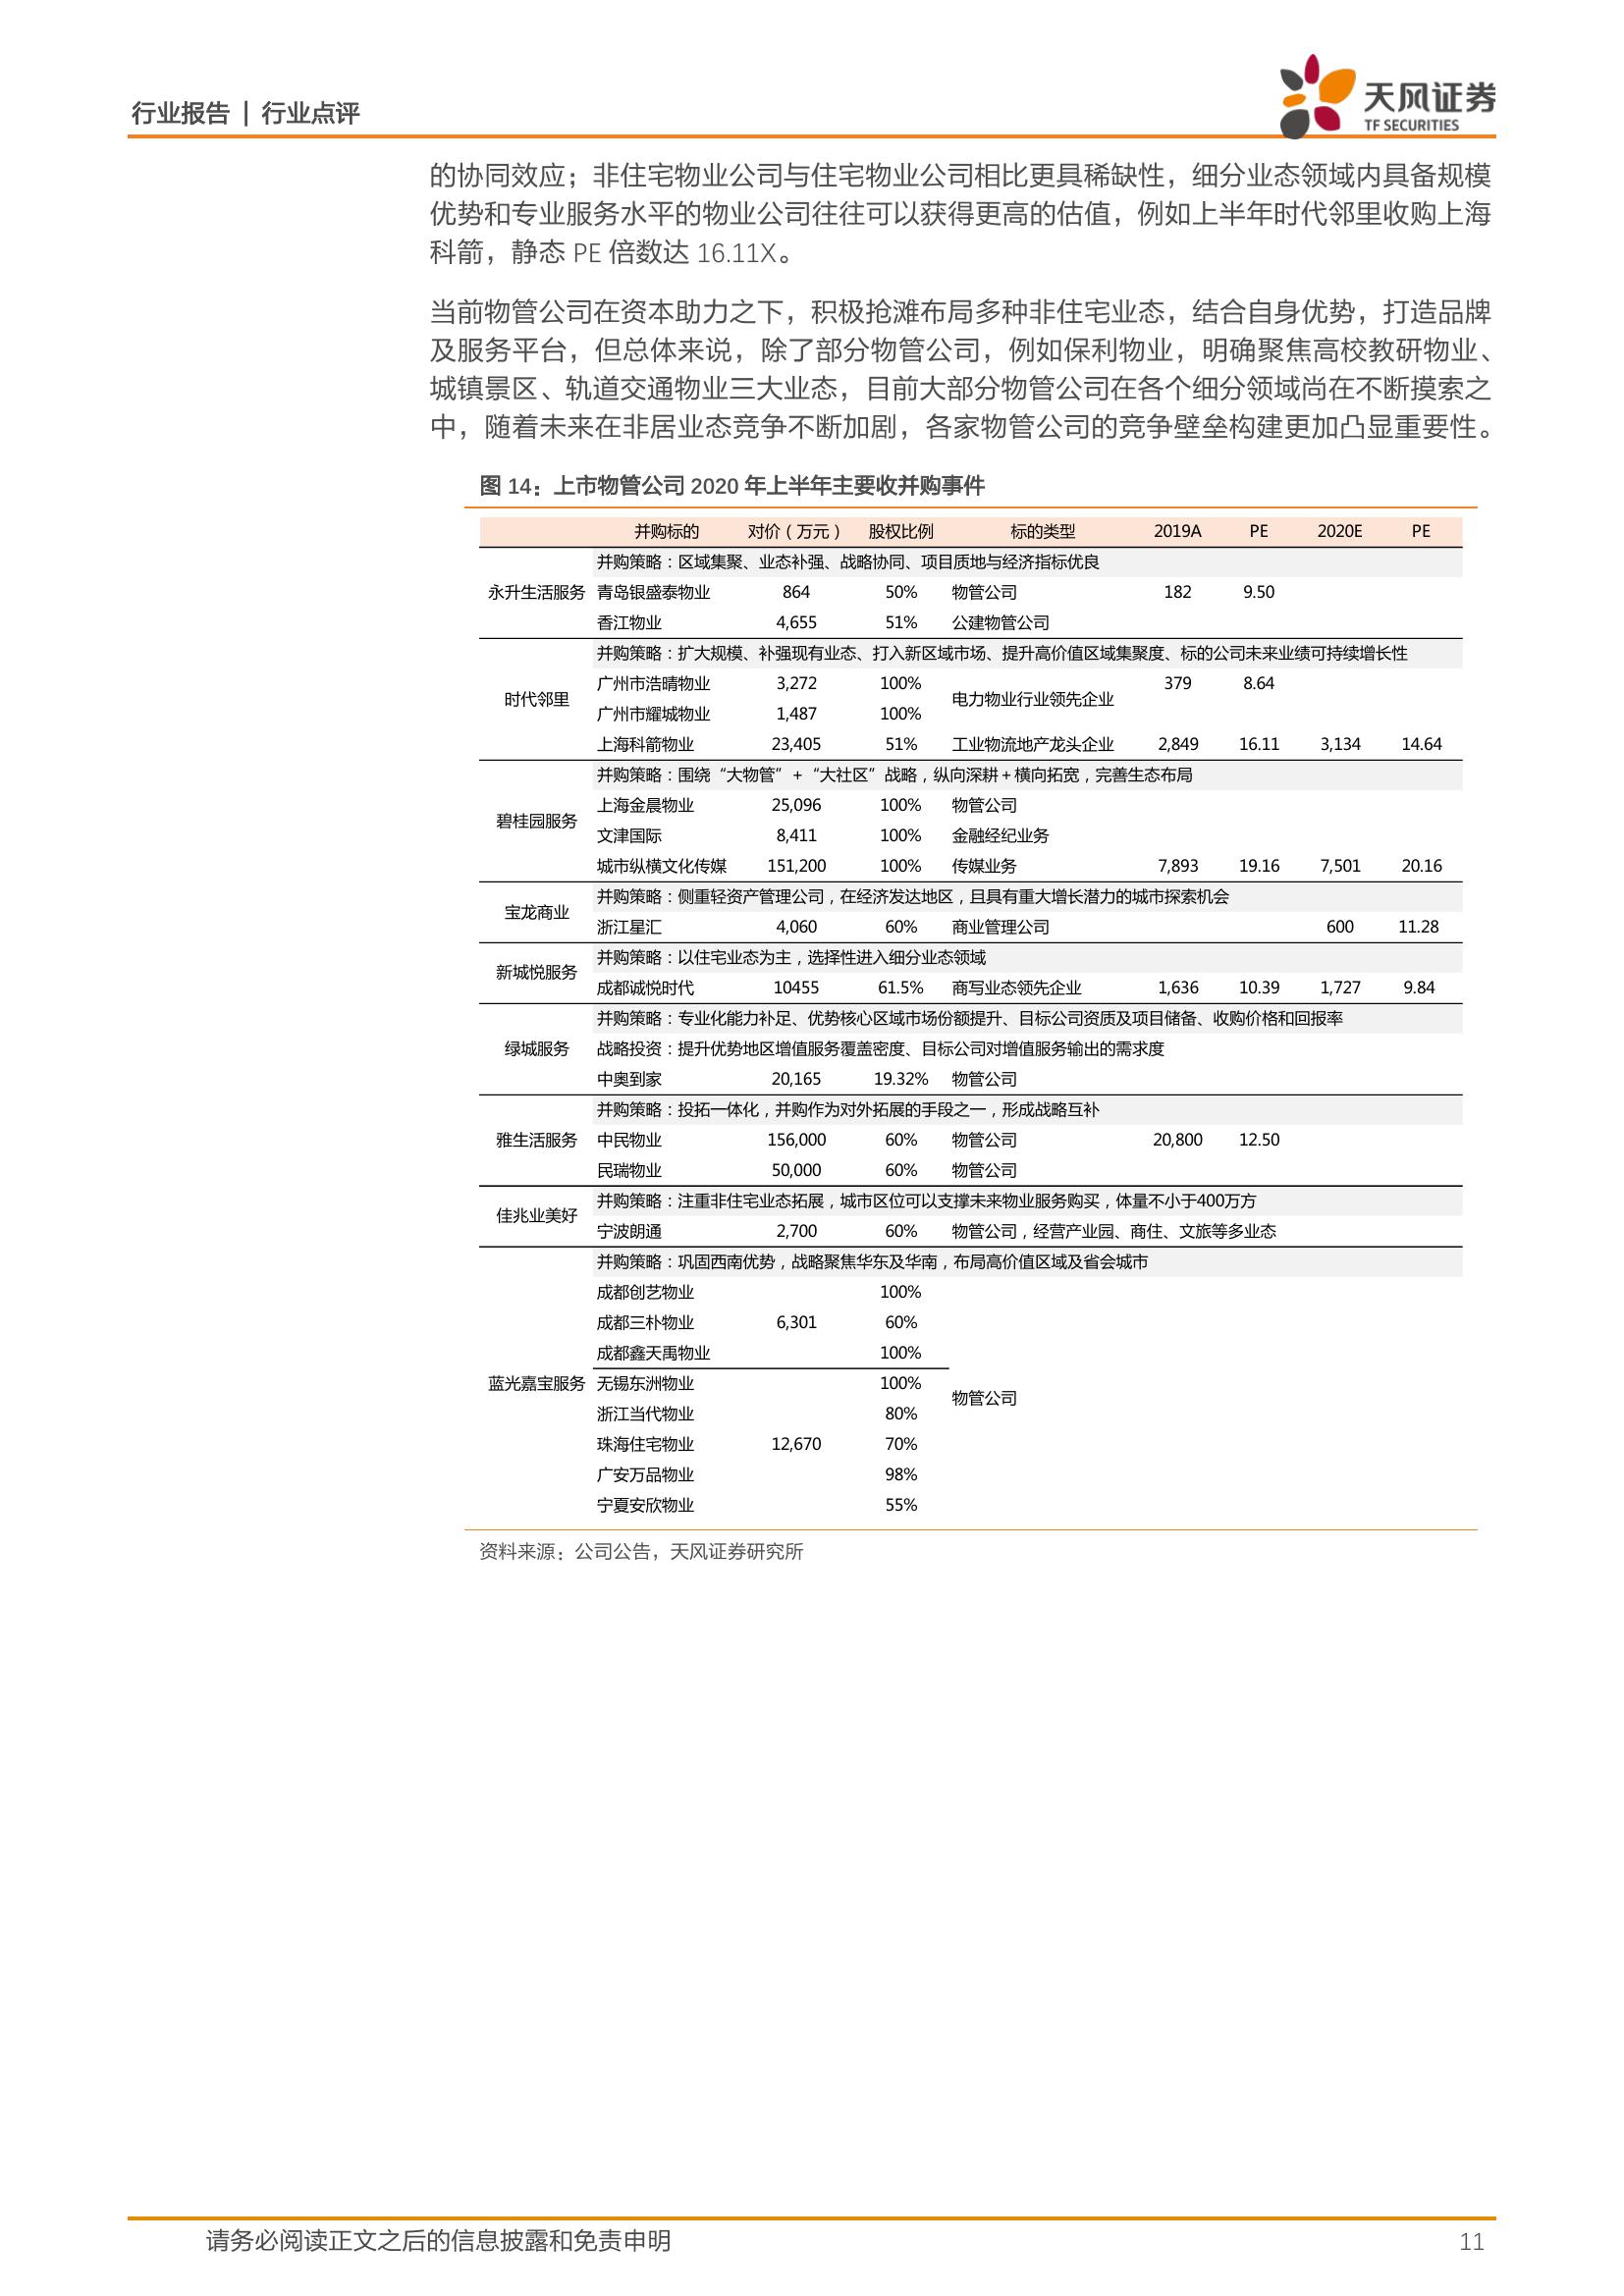 行业报告 | 行业点评
天风证券
TF SECURITIES
的协同效应；非住宅物业公司与住宅物业公司相比更具稀缺性，细分业态领域内具备规模
优势和专业服务水平的物业公司往往可以获得更高的估值，例如上半年时代邻里收购上海
科箭，静态 PE 倍数达 16.11X。
当前物管公司在资本助力之下，积极抢滩布局多种非住宅业态，结合自身优势，打造品牌
及服务平台，但总体来说，除了部分物管公司，例如保利物业，明确聚焦高校教研物业、
城镇景区、轨道交通物业三大业态，目前大部分物管公司在各个细分领域尚在不断摸索之
中，随着未来在非居业态竞争不断加剧，各家物管公司的竞争壁垒构建更加凸显重要性。
图 14：上市物管公司 2020 年上半年主要收并购事件
并购标的 对价（万元） 股权比例 标的类型 2019A PE 2020E PE
并购策略：区域集聚、业态补强、战略协同、项目质地与经济指标优良
永升生活服务 青岛银盛泰物业 864 50% 物管公司 182 9.50
香江物业 4,655 51% 公建物管公司
并购策略：扩大规模、补强现有业态、打入新区域市场、提升高价值区域集聚度、标的公司未来业绩可持续增长性
广州市浩晴物业 3,272 100% 379 8.64
时代邻里 电力物业行业领先企业
广州市耀城物业 1,487 100%
上海科箭物业 23,405 51% 工业物流地产龙头企业 2,849 16.11 3,134 14.64
并购策略：围绕“大物管”+“大社区”战略，纵向深耕+横向拓宽，完善生态布局
上海金晨物业 25,096 100% 物管公司
碧桂园服务
文津国际 8,411 100% 金融经纪业务
城市纵横文化传媒 151,200 100% 传媒业务 7,893 19.16 7,501 20.16
并购策略：侧重轻资产管理公司，在经济发达地区，且具有重大增长潜力的城市探索机会
宝龙商业
浙江星汇 4,060 60% 商业管理公司 600 11.28
并购策略：以住宅业态为主，选择性进入细分业态领域
新城悦服务
成都诚悦时代 10455 61.5% 商写业态领先企业 1,636 10.39 1,727 9.84
并购策略：专业化能力补足、优势核心区域市场份额提升、目标公司资质及项目储备、收购价格和回报率
绿城服务 战略投资：提升优势地区增值服务覆盖密度、目标公司对增值服务输出的需求度
中奥到家 20,165 19.32% 物管公司
并购策略：投拓一体化，并购作为对外拓展的手段之一，形成战略互补
雅生活服务 中民物业 156,000 60% 物管公司 20,800 12.50
民瑞物业 50,000 60% 物管公司
并购策略：注重非住宅业态拓展，城市区位可以支撑未来物业服务购买，体量不小于400万方
佳兆业美好
宁波朗通 2,700 60% 物管公司，经营产业园、商住、文旅等多业态
并购策略：巩固西南优势，战略聚焦华东及华南，布局高价值区域及省会城市
成都创艺物业 100%
成都三朴物业 6,301 60%
成都鑫天禹物业 100%
蓝光嘉宝服务 无锡东洲物业 100%
物管公司
浙江当代物业 80%
珠海住宅物业 12,670 70%
广安万品物业 98%
宁夏安欣物业 55%
资料来源：公司公告，天风证券研究所
请务必阅读正文之后的信息披露和免责申明 11